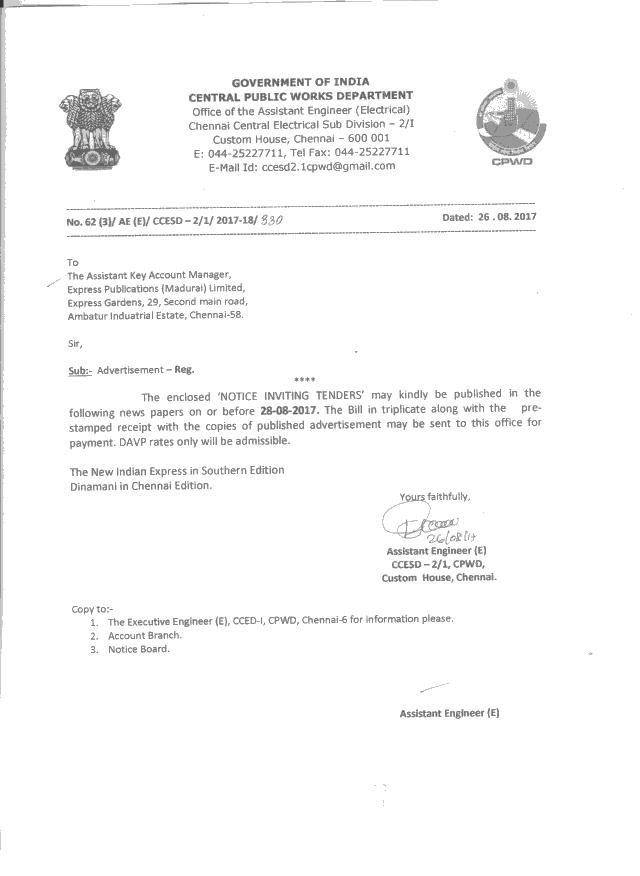 GOVERNMENT OF INDIA
CENTRAL PUBLIC WORKS DEPARTMENT
Office of the Assistant Engineer (Electrical)
Chennai Central Electrical Sub Division – 2/I
Custom House, Chennai – 600 001
E: 044-25227711, Tel Fax: 044-25227711
E-Mail Id: ccesd2.1cpwd@gmail.com
CPWD
No. 62 (3)/ AE (E)/ CCESD – 2/1/ 2017-18/ 830
Dated: 26 . 08. 2017
To
The Assistant Key Account Manager,
Express Publications (Madurai) Limited,
Express Gardens, 29, Second main road,
Ambatur Induatrial Estate, Chennai-58.
Sir,
Sub:- Advertisement – Reg.
****
The enclosed ‘NOTICE INVITING TENDERS’ may kindly be published in the
following news papers on or before 28-08-2017. The Bill in triplicate along with the pre-
stamped receipt with the copies of published advertisement may be sent to this office for
payment. DAVP rates only will be admissible.
The New Indian Express in Southern Edition
Dinamani in Chennai Edition.
Yours faithfully,
26/08/17
Assistant Engineer (E)
CCESD – 2/1, CPWD,
Custom House, Chennai.
Copy to:-
1. The Executive Engineer (E), CCED-I, CPWD, Chennai-6 for information please.
2. Account Branch.
3. Notice Board.
Assistant Engineer (E)